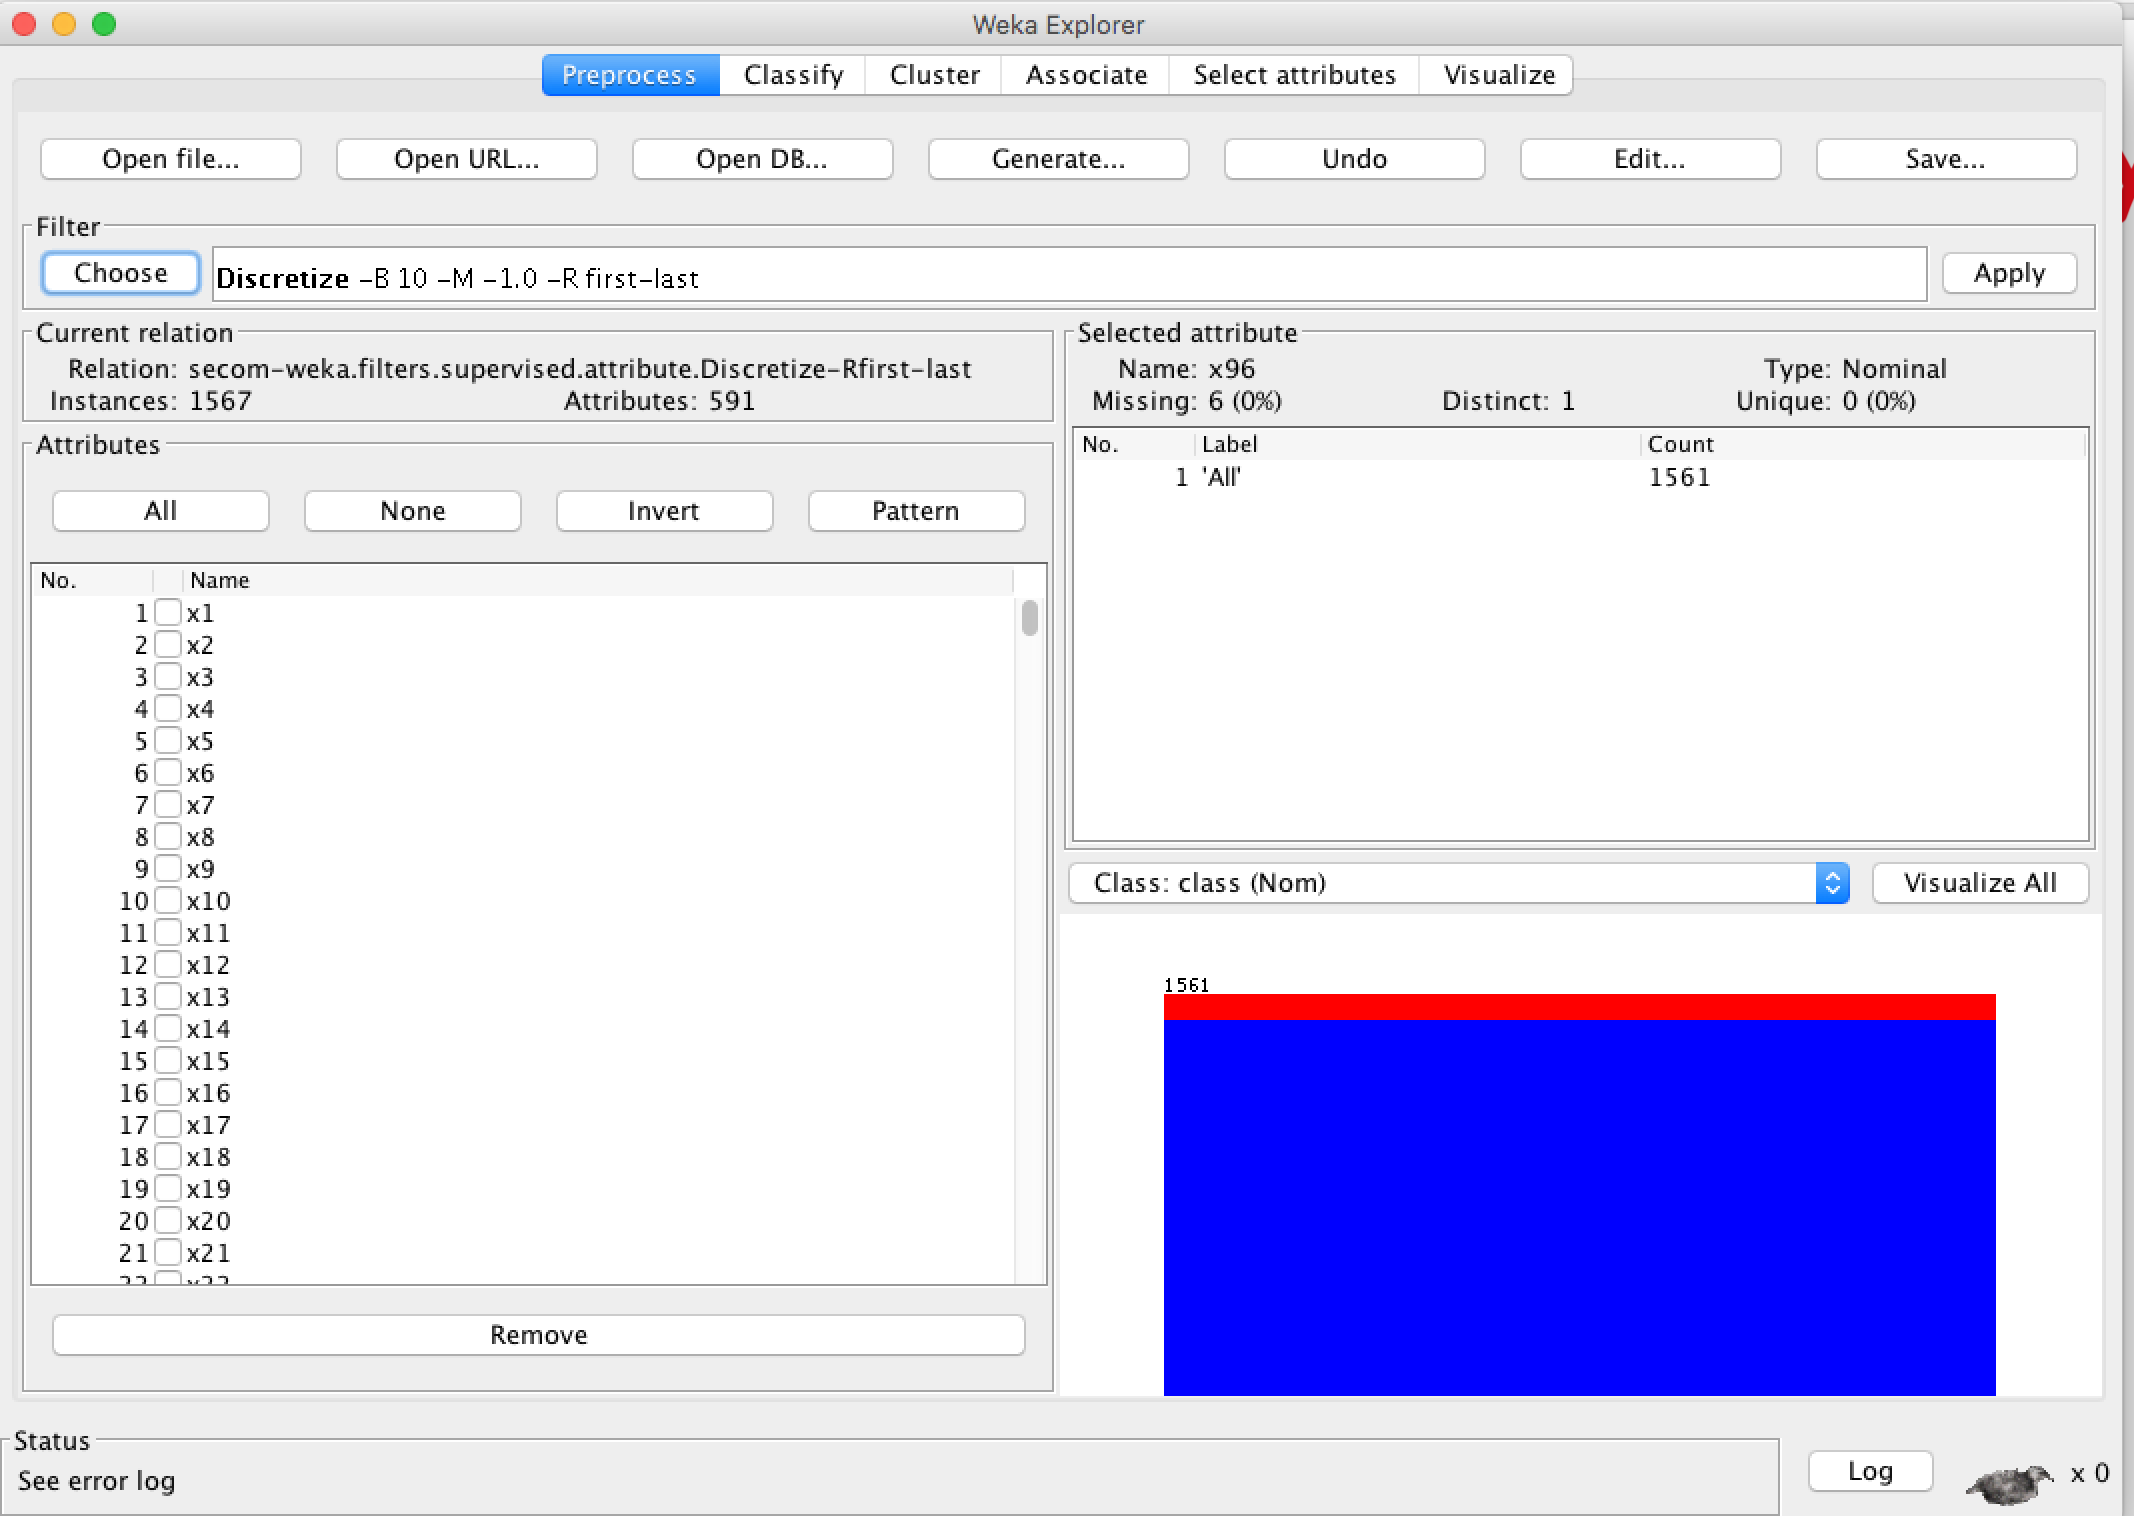 Weka Explorer
Preprocess Classify Cluster Associate Select attributes Visualize
Open file... Open URL... Open DB... Generate... Undo Edit... Save...
Filter
Choose Discretize -B 10 -M -1.0 -R first-last Apply
Current relation
Relation: secom-weka.filters.supervised.attribute.Discretize-Rfirst-last
Instances: 1567 Attributes: 591
Attributes
All None Invert Pattern
No. Name
1 x1
2 x2
3 x3
4 x4
5 x5
6 x6
7 x7
8 x8
9 x9
10 x10
11 x11
12 x12
13 x13
14 x14
15 x15
16 x16
17 x17
18 x18
19 x19
20 x20
21 x21
22 x22
Remove
Selected attribute
Name: x96 Type: Nominal
Missing: 6 (0%) Distinct: 1 Unique: 0 (0%)
No. Label Count
1 'All' 1561
Class: class (Nom) Visualize All
1561
Status
See error log
Log x 0